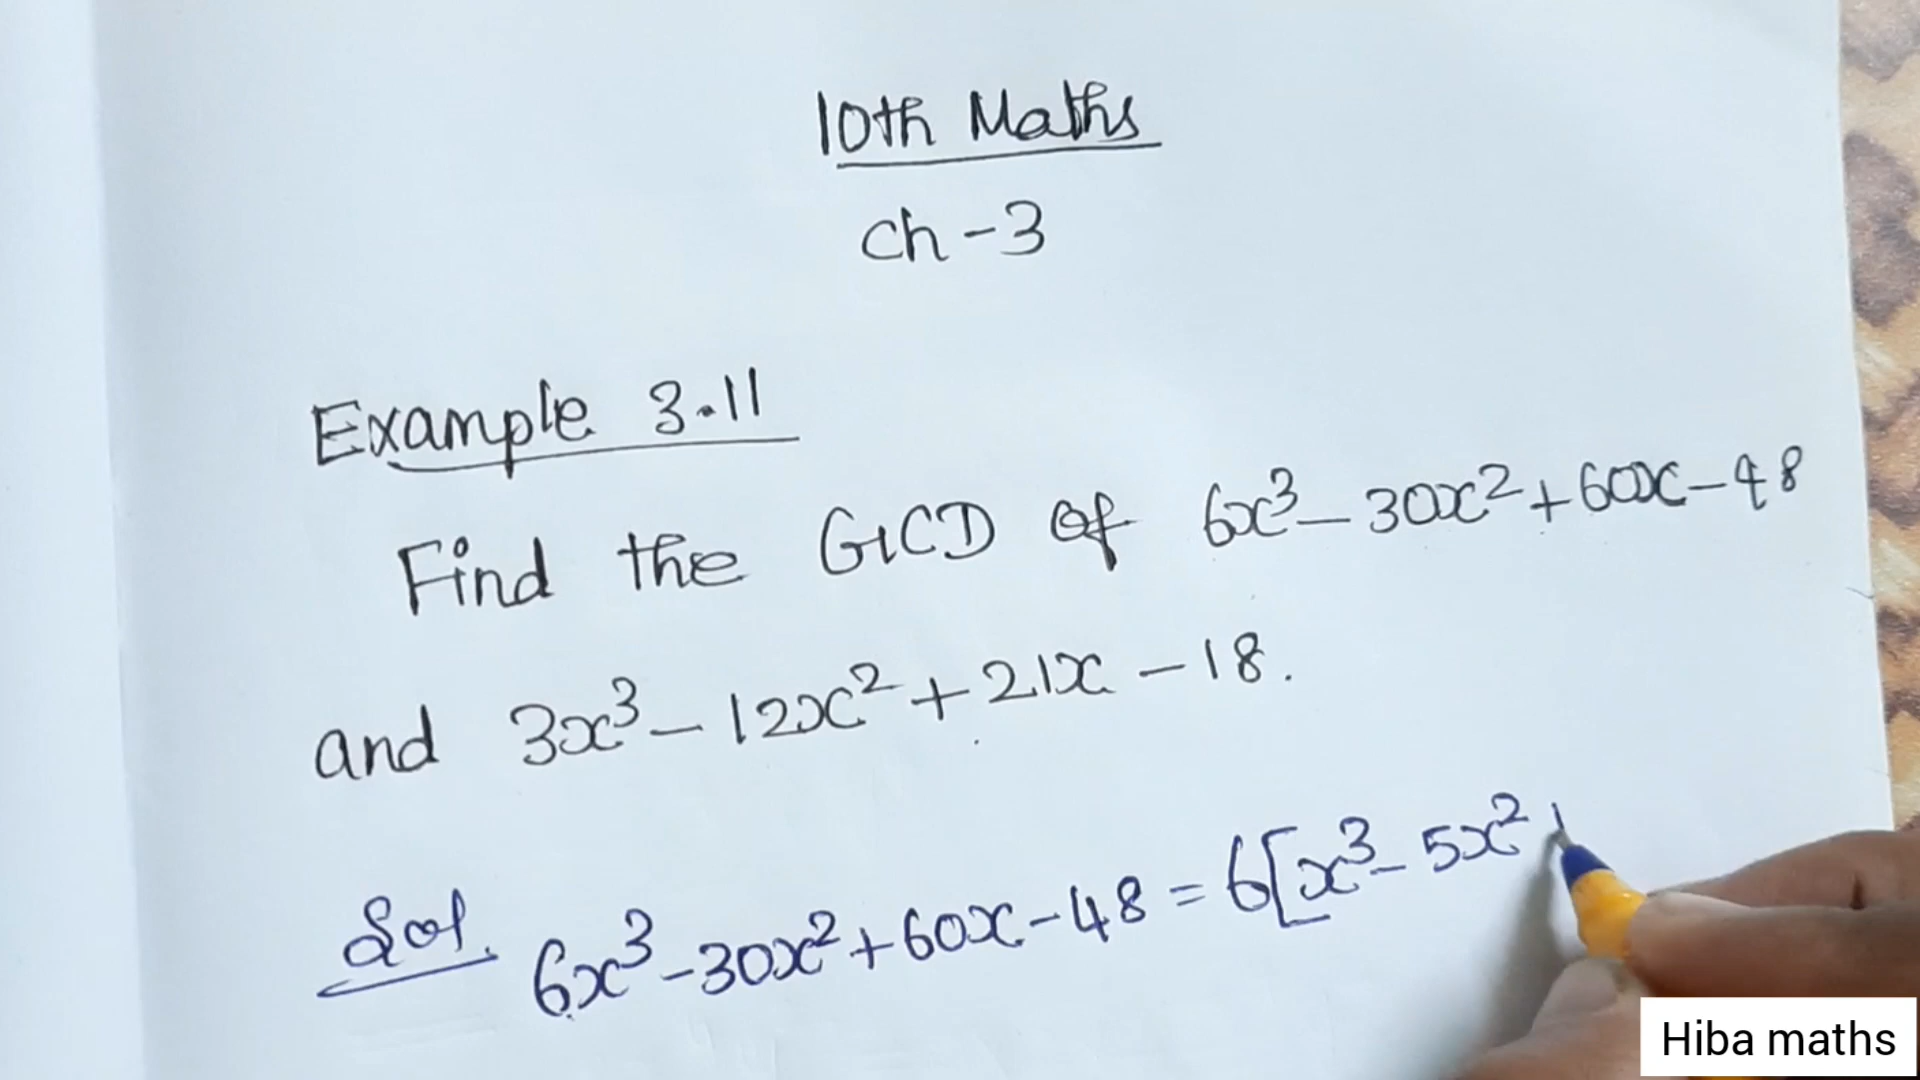 10th Maths
Ch - 3
Example 3.11
Find the GCD of 6x³ - 30x² + 60x - 48
and 3x³ - 12x² + 21x - 18.
Sol. 6x³ - 30x² + 60x - 48 = 6[x³ - 5x²
Hiba maths